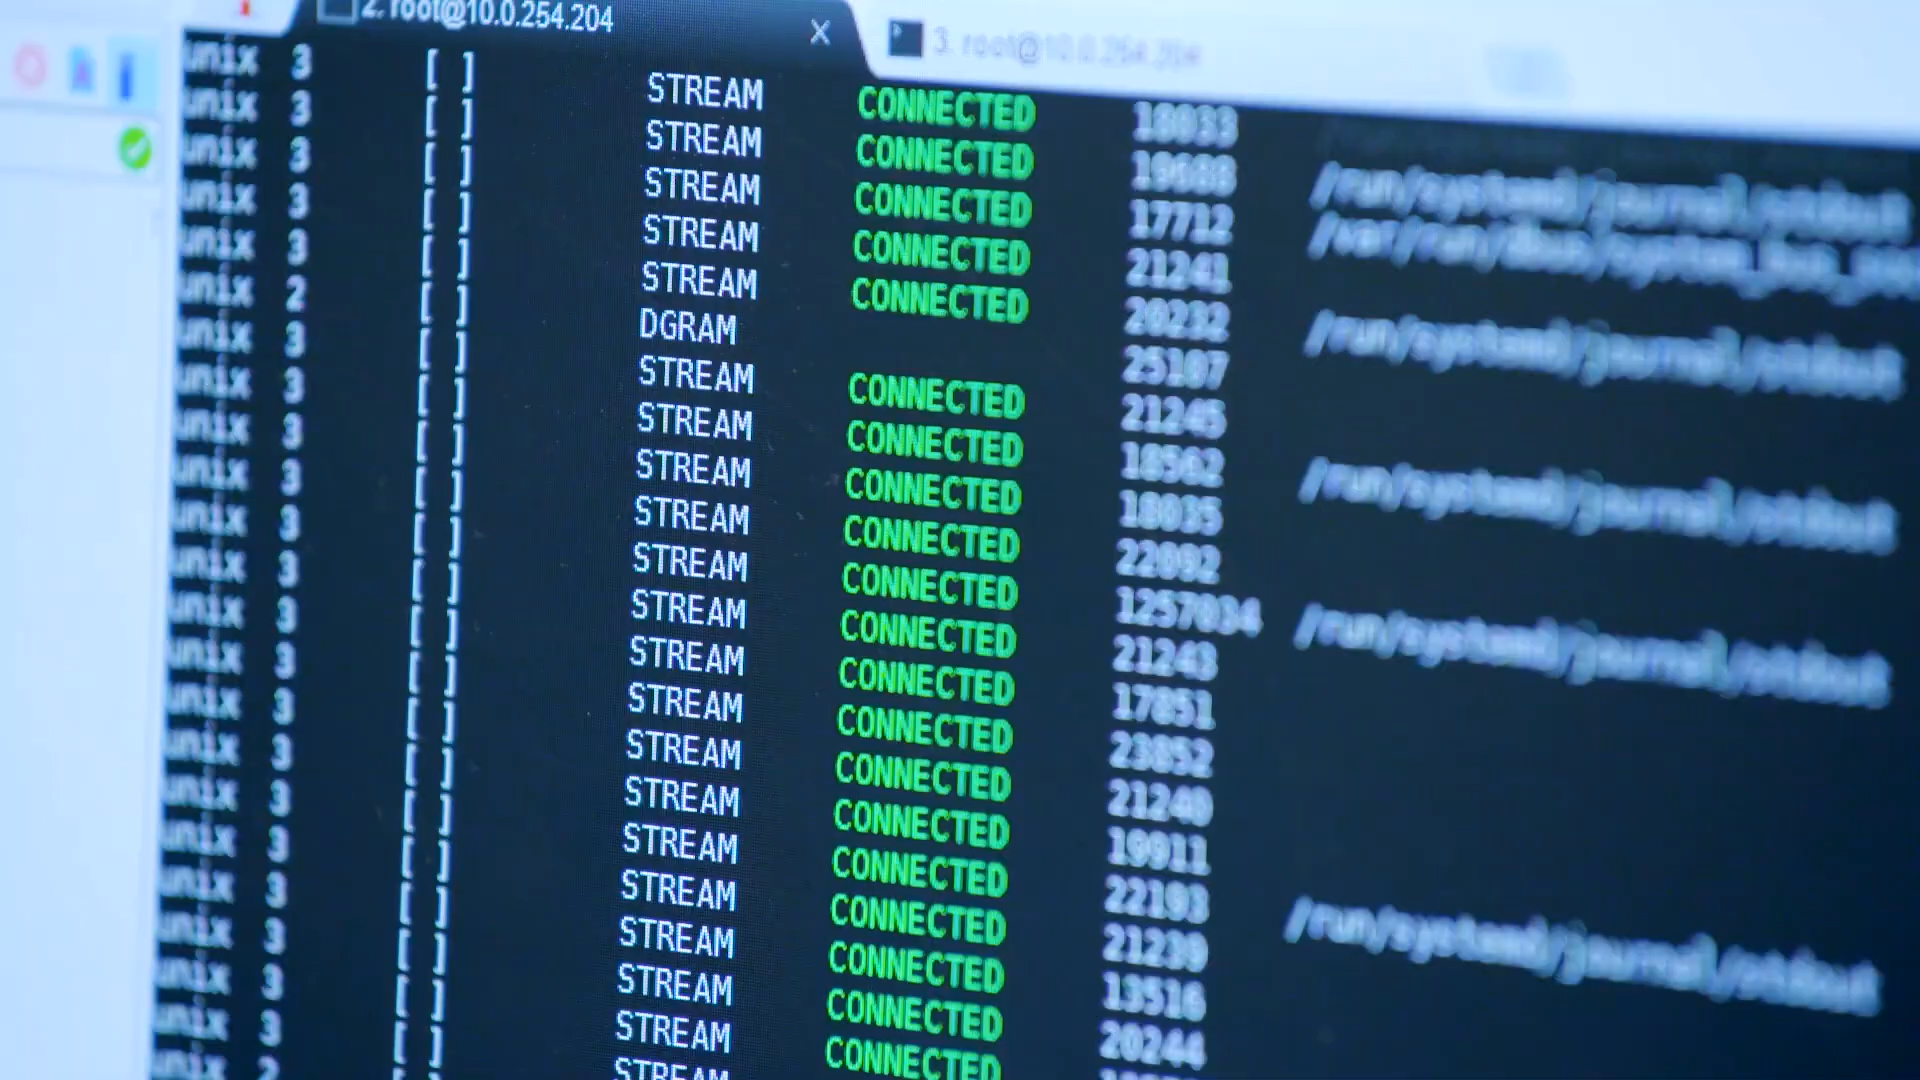 2. root@10.0.254.204
3. root@10.0.254.204
unix 3 [ ] STREAM CONNECTED 18033
unix 3 [ ] STREAM CONNECTED /run/systemd/journal/stdout
unix 3 [ ] STREAM CONNECTED 17712 /var/run/dbus/system_bus
unix 3 [ ] STREAM CONNECTED 21241
unix 3 [ ] STREAM CONNECTED 20232 /run/systemd/journal/stdout
unix 2 [ ] DGRAM 25107
unix 3 [ ] STREAM CONNECTED 21245
unix 3 [ ] STREAM CONNECTED 18562 /run/systemd/journal/stdout
unix 3 [ ] STREAM CONNECTED 18035
unix 3 [ ] STREAM CONNECTED 22092
unix 3 [ ] STREAM CONNECTED 1257034 /run/systemd/journal/stdout
unix 3 [ ] STREAM CONNECTED 21243
unix 3 [ ] STREAM CONNECTED 17851
unix 3 [ ] STREAM CONNECTED 23852
unix 3 [ ] STREAM CONNECTED 21240
unix 3 [ ] STREAM CONNECTED 19911
unix 3 [ ] STREAM CONNECTED 22193 /run/systemd/journal/stdout
unix 3 [ ] STREAM CONNECTED 21239
unix 3 [ ] STREAM CONNECTED 13516
unix 3 [ ] STREAM CONNECTED 20244
unix 3 [ ] STREAM CONNECTED
unix 3 [ ] STREAM
unix 2